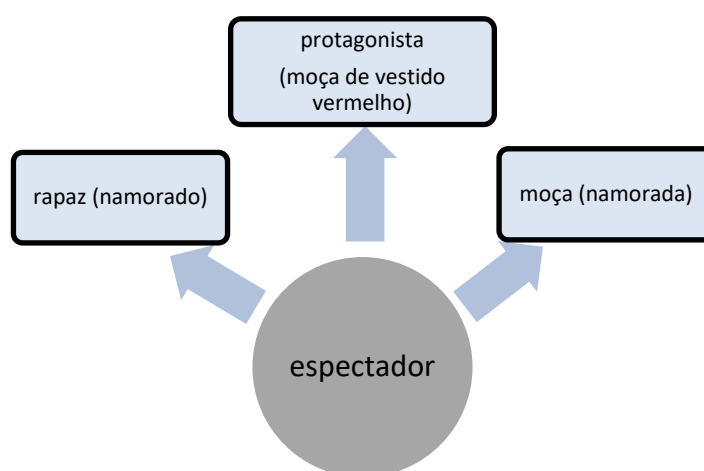 protagonista
(moça de vestido
vermelho)
rapaz (namorado)
moça (namorada)
espectador